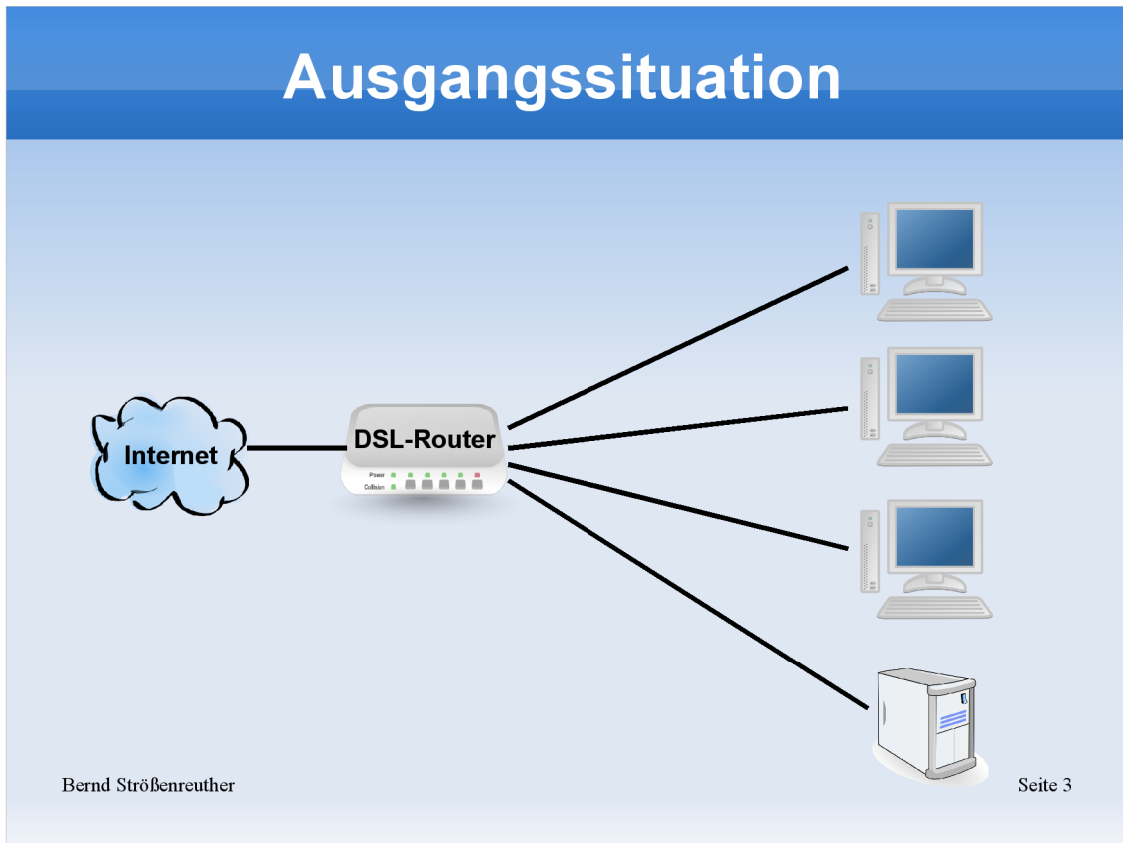 Ausgangssituation
Internet
DSL-Router
Power
Collision
Bernd Strößenreuther
Seite 3